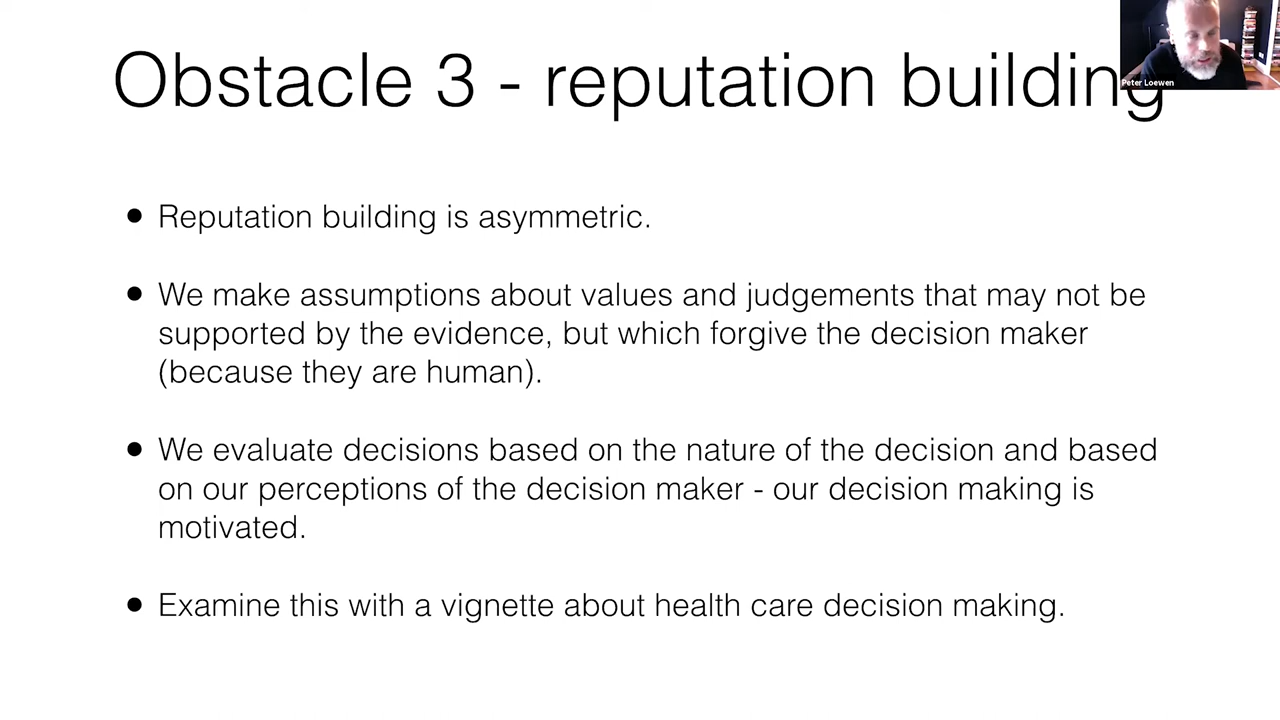 Obstacle 3 - reputation building
Peter Loewen
• Reputation building is asymmetric.
• We make assumptions about values and judgements that may not be
supported by the evidence, but which forgive the decision maker
(because they are human).
• We evaluate decisions based on the nature of the decision and based
on our perceptions of the decision maker - our decision making is
motivated.
• Examine this with a vignette about health care decision making.